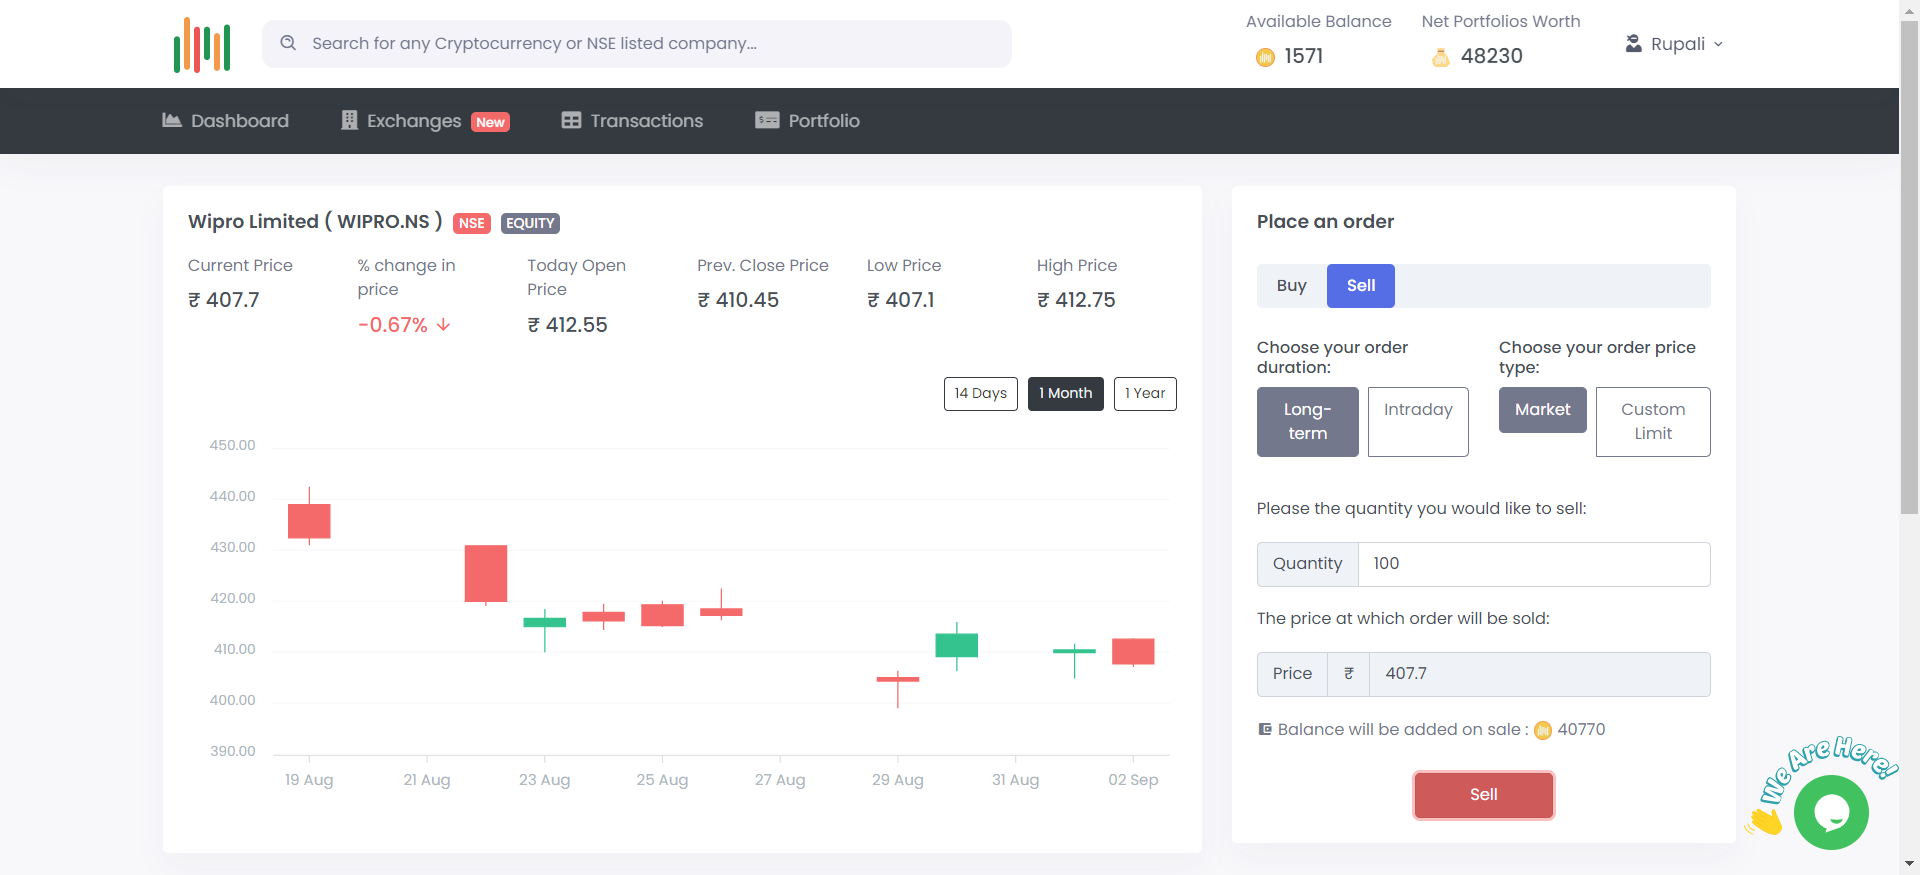 Search for any Cryptocurrency or NSE listed company...
Available Balance
1571
Net Portfolios Worth
48230
Rupali
Dashboard
Exchanges New
Transactions
Portfolio
Wipro Limited ( WIPRO.NS ) NSE EQUITY
Current Price
₹ 407.7
% change in
price
-0.67% ↓
Today Open
Price
₹ 412.55
Prev. Close Price
₹ 410.45
Low Price
₹ 407.1
High Price
₹ 412.75
14 Days
1 Month
1 Year
450.00
440.00
430.00
420.00
410.00
400.00
390.00
19 Aug
21 Aug
23 Aug
25 Aug
27 Aug
29 Aug
31 Aug
02 Sep
Place an order
Buy
Sell
Choose your order
duration:
Long-
term
Intraday
Choose your order price
type:
Market
Custom
Limit
Please the quantity you would like to sell:
Quantity
100
The price at which order will be sold:
Price
₹
407.7
Balance will be added on sale : 40770
Sell
We Are Here!